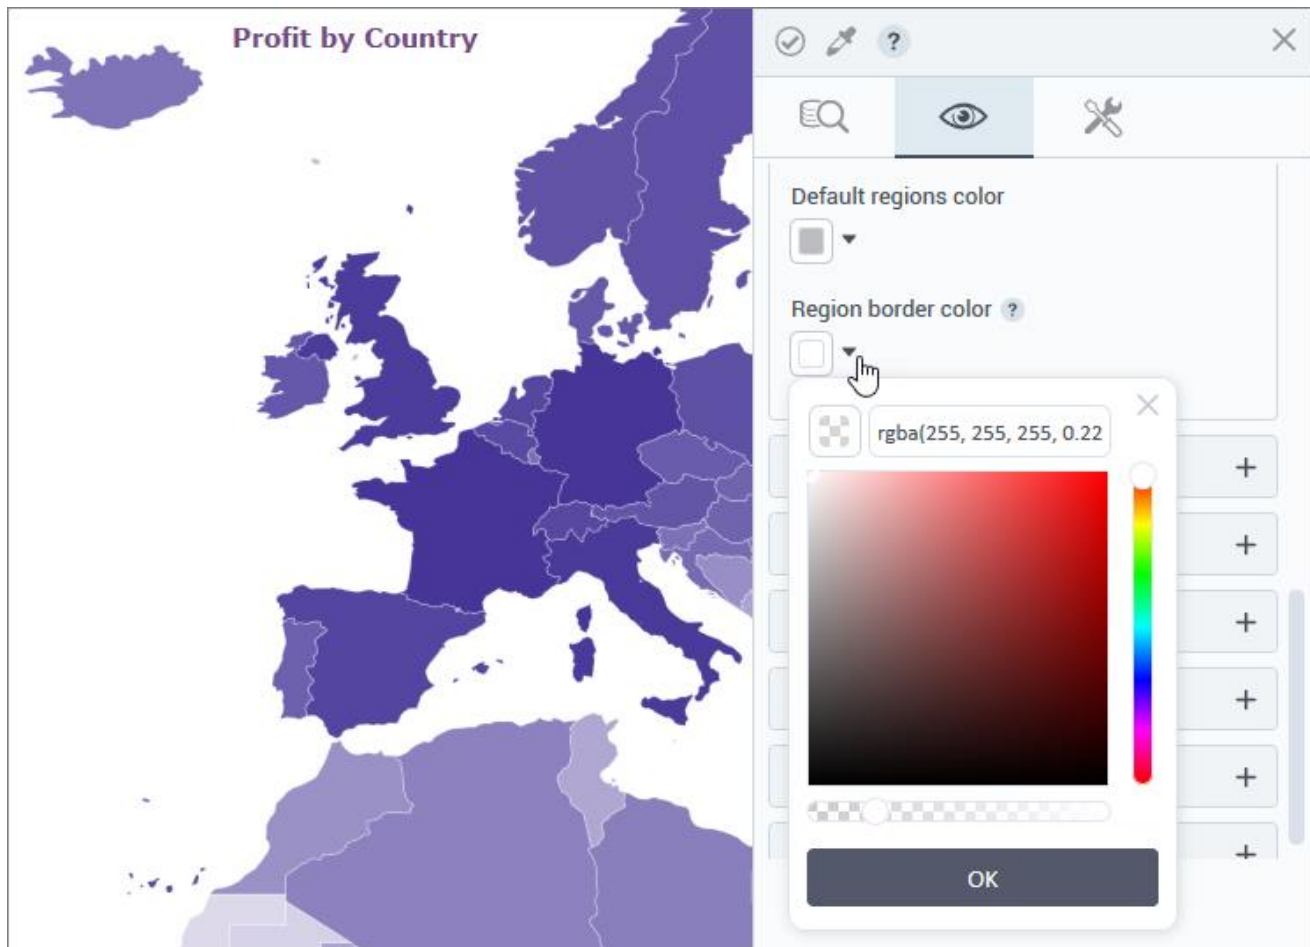 Profit by Country
?
Default regions color
Region border color ?
rgba(255, 255, 255, 0.22
OK